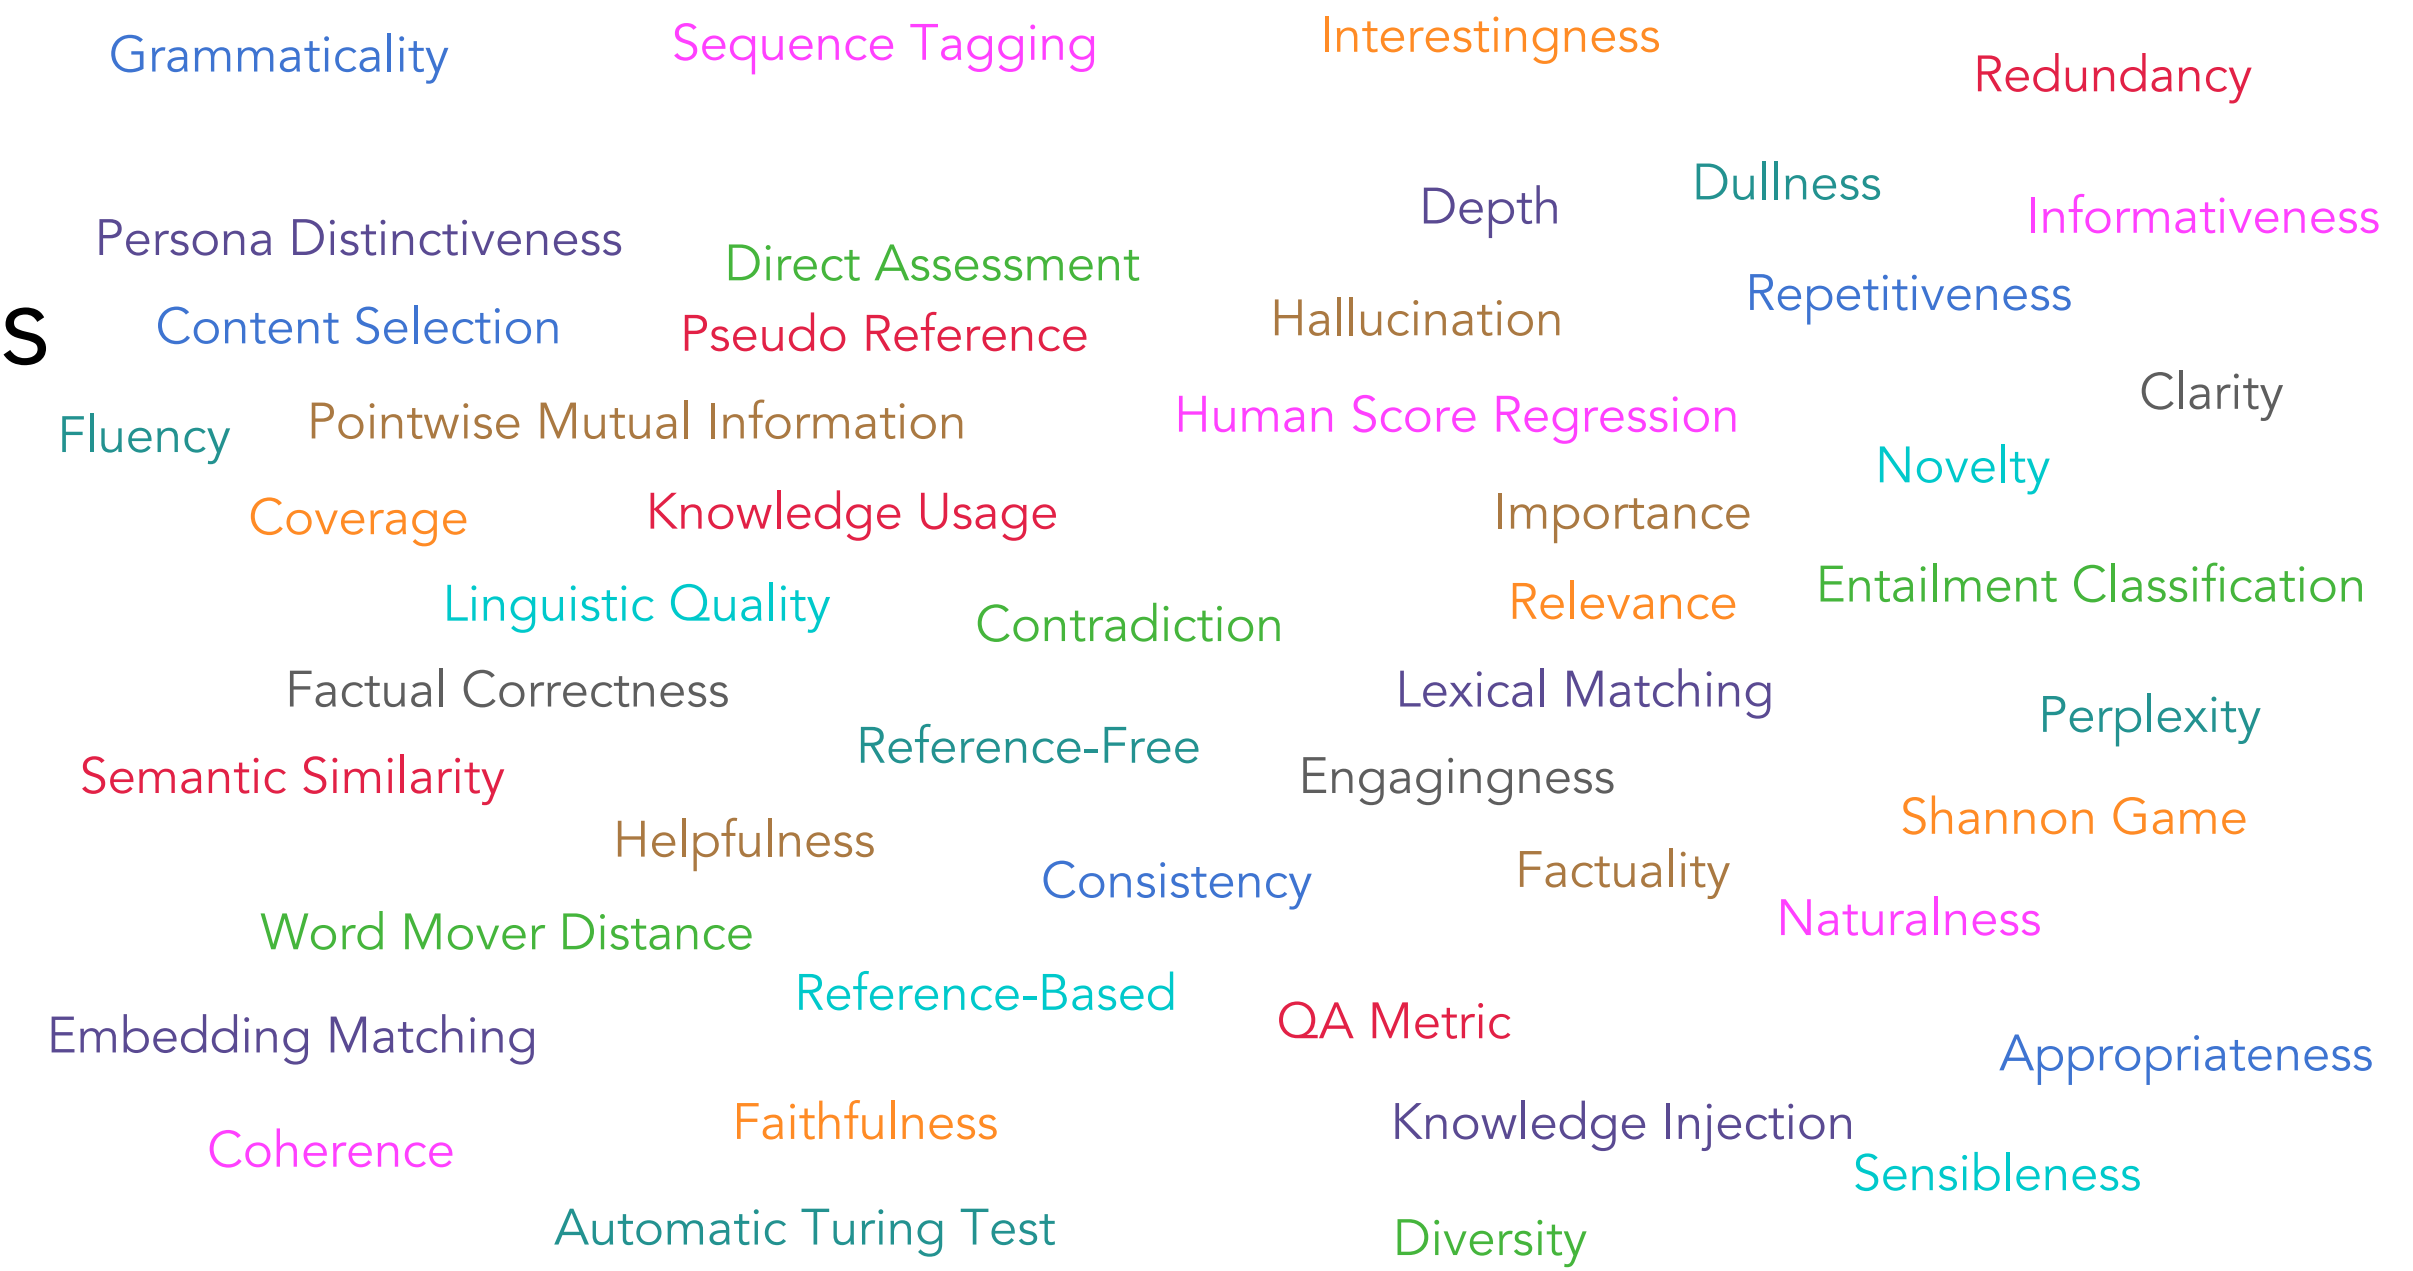 Grammaticality
Sequence Tagging
Interestingness
Redundancy
Dullness
Depth
Informativeness
Persona Distinctiveness
Direct Assessment
Repetitiveness
Hallucination
s
Content Selection
Pseudo Reference
Clarity
Human Score Regression
Pointwise Mutual Information
Fluency
Novelty
Knowledge Usage
Importance
Coverage
Entailment Classification
Relevance
Linguistic Quality
Contradiction
Factual Correctness
Lexical Matching
Perplexity
Reference-Free
Semantic Similarity
Engagingness
Shannon Game
Helpfulness
Factuality
Consistency
Naturalness
Word Mover Distance
Reference-Based
QA Metric
Embedding Matching
Appropriateness
Faithfulness
Knowledge Injection
Coherence
Sensibleness
Automatic Turing Test
Diversity